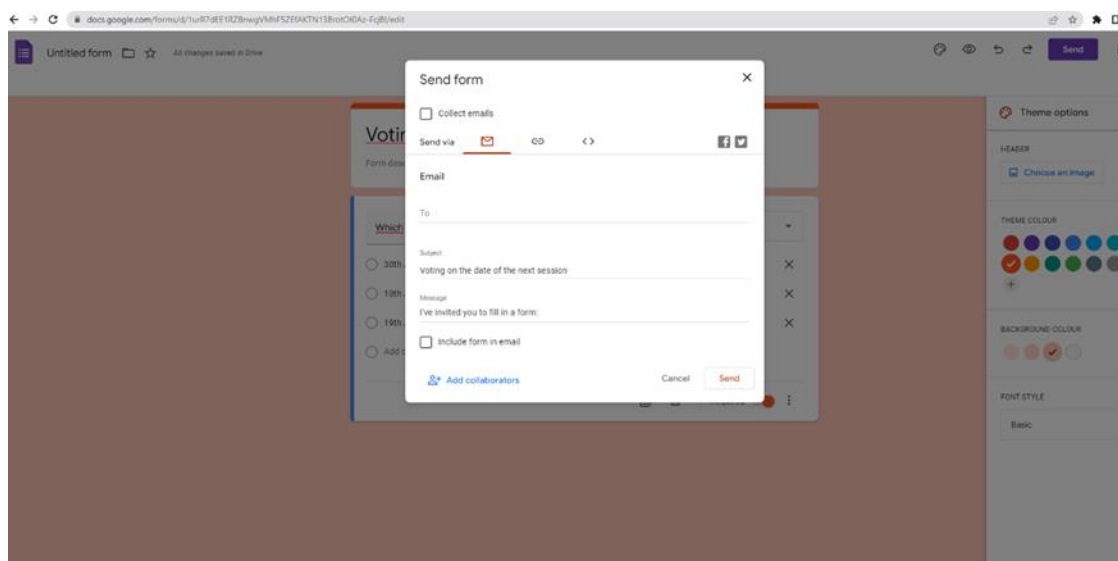 Untitled form
All changes saved in Drive
Send
Send form
Collect emails
Send via
Email
To
Subject
Voting on the date of the next session
Message
I've invited you to fill in a form:
Include form in email
Add collaborators
Cancel
Send
Votin
Form
Which
30th
10th
19th
Add
Theme options
HEADER
Choose an image
THEME COLOUR
BACKGROUND COLOUR
FONT STYLE
Basic